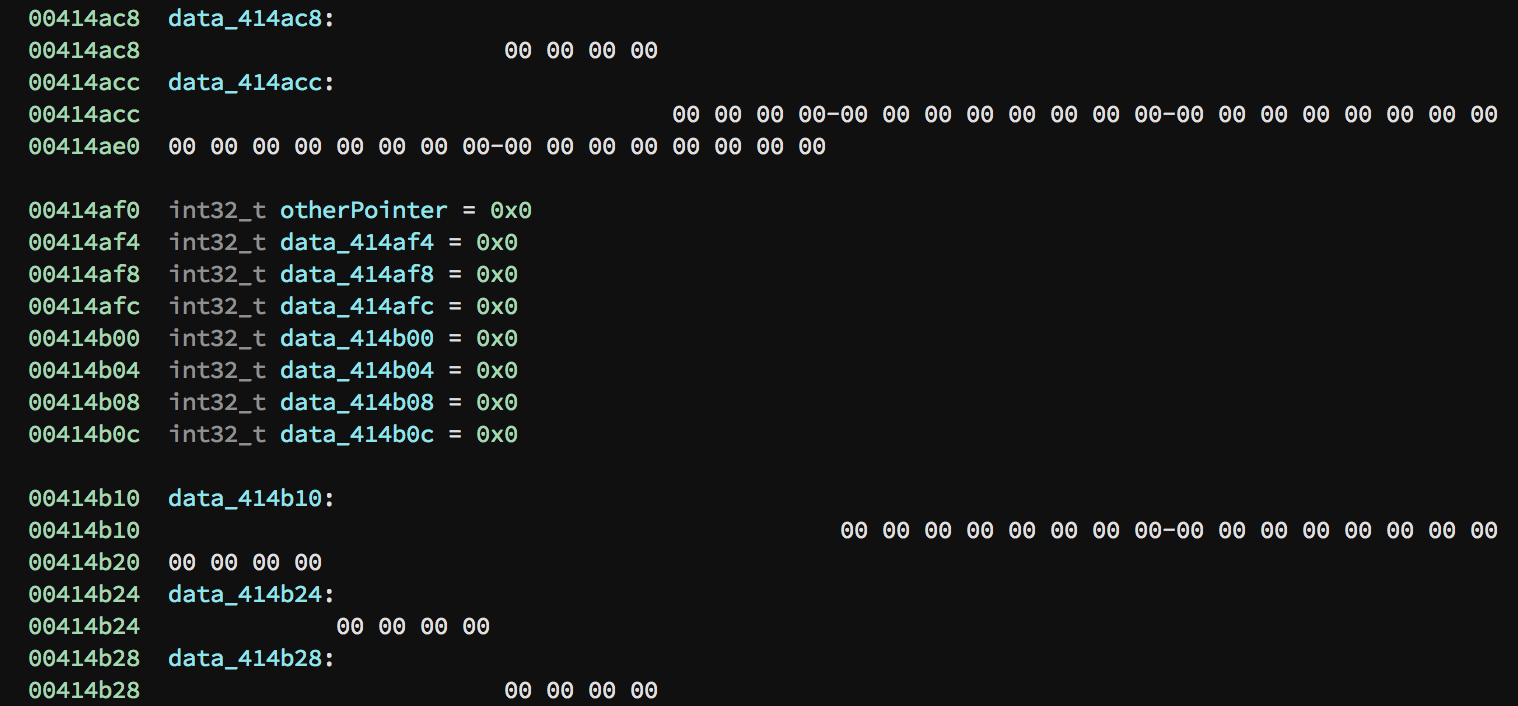 00414ac8 data_414ac8:
00414ac8 00 00 00 00
00414acc data_414acc:
00414acc 00 00 00 00-00 00 00 00 00 00 00 00-00 00 00 00 00 00 00 00
00414ae0 00 00 00 00 00 00 00 00-00 00 00 00 00 00 00 00
00414af0 int32_t otherPointer = 0x0
00414af4 int32_t data_414af4 = 0x0
00414af8 int32_t data_414af8 = 0x0
00414afc int32_t data_414afc = 0x0
00414b00 int32_t data_414b00 = 0x0
00414b04 int32_t data_414b04 = 0x0
00414b08 int32_t data_414b08 = 0x0
00414b0c int32_t data_414b0c = 0x0
00414b10 data_414b10:
00414b10 00 00 00 00 00 00 00 00-00 00 00 00 00 00 00 00
00414b20 00 00 00 00
00414b24 data_414b24:
00414b24 00 00 00 00
00414b28 data_414b28:
00414b28 00 00 00 00